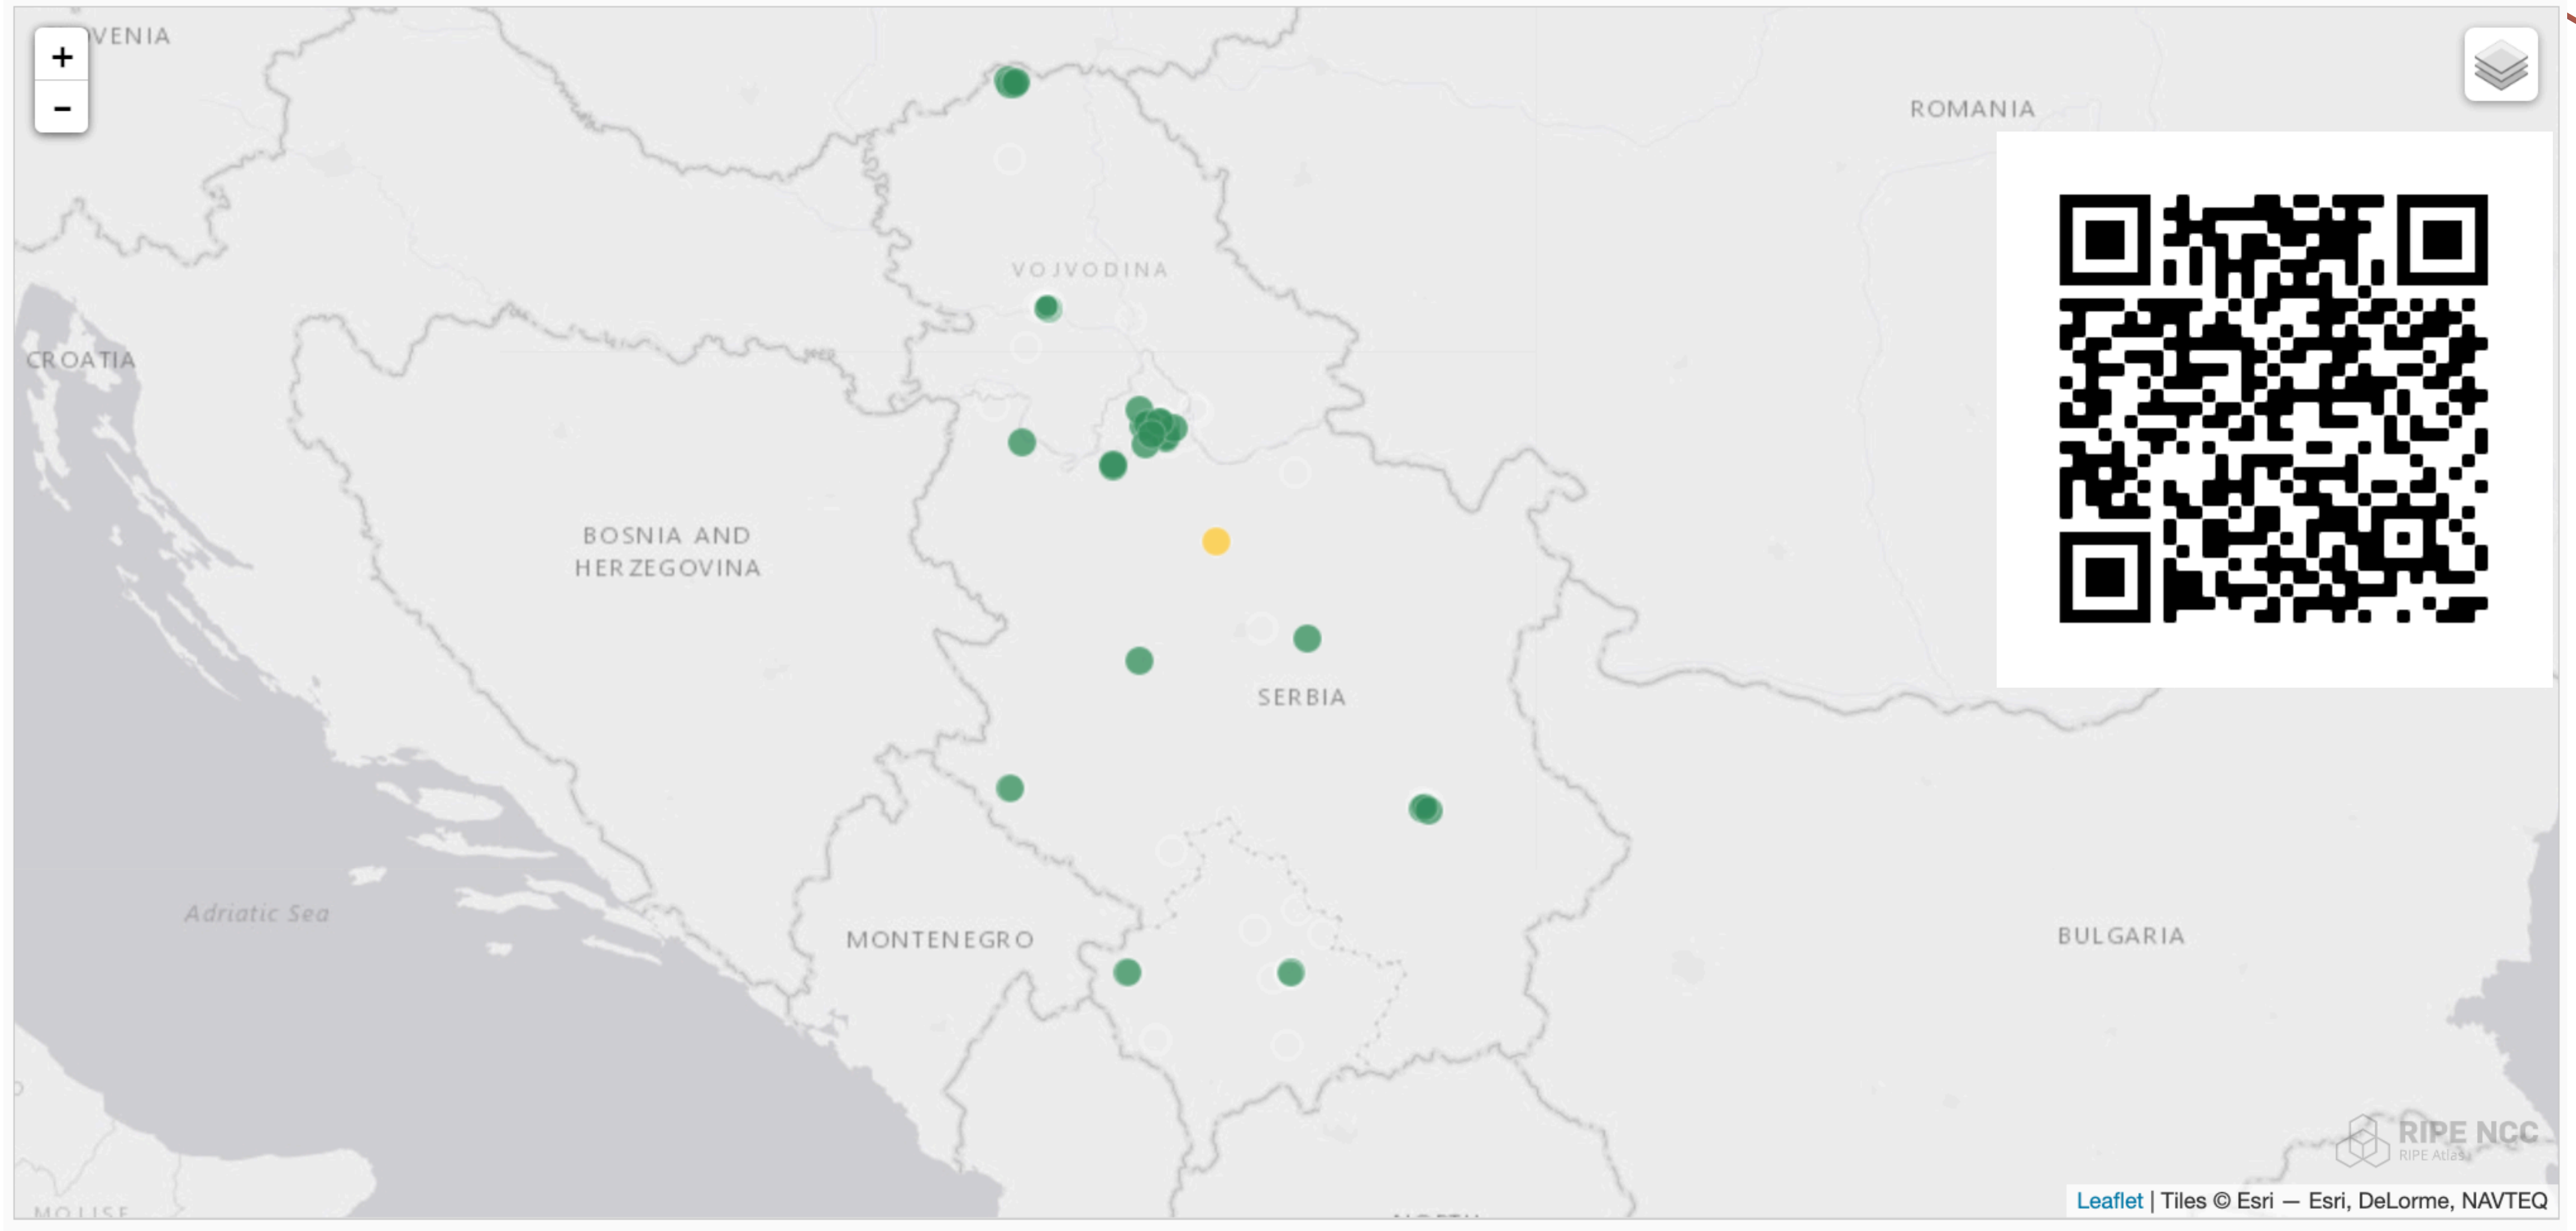 +
-
VENIA
ROMANIA
VOJVODINA
CROATIA
BOSNIA AND
HERZEGOVINA
SERBIA
Adriatic Sea
MONTENEGRO
BULGARIA
RIPE NCC
RIPE Atlas
MOLISE
Leaflet | Tiles © Esri — Esri, DeLorme, NAVTEQ